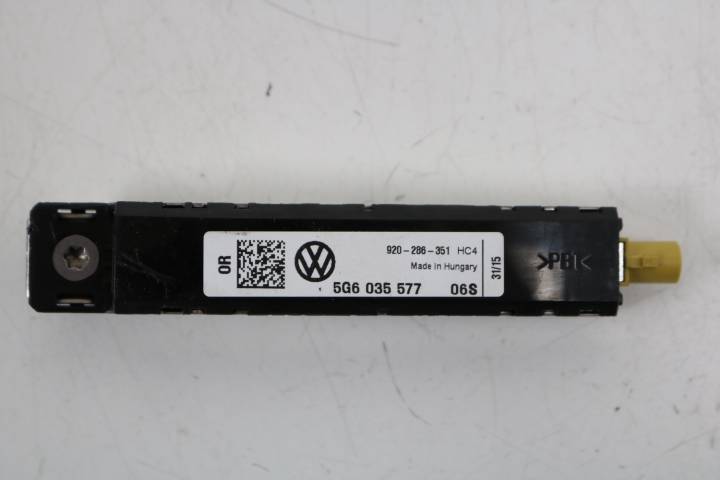 OR
920-286-351 HC4
Made in Hungary
5G6 035 577 06S
31/15
>PBT<